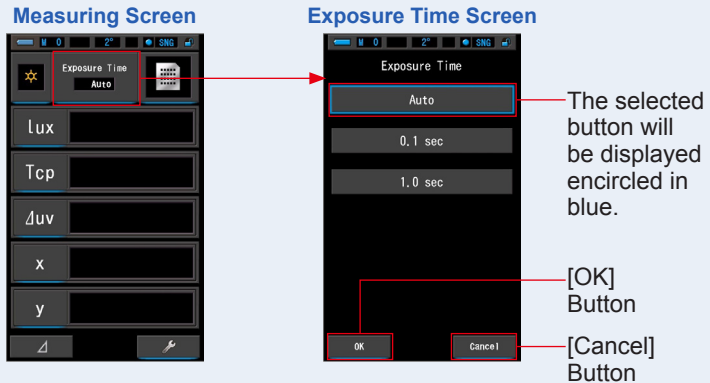 Measuring Screen
M 0 2° SNG
Exposure Time
Auto
lux
Tcp
⊿uv
x
y
Exposure Time Screen
M 0 2° SNG
Exposure Time
Auto
0.1 sec
1.0 sec
OK Cancel
The selected
button will
be displayed
encircled in
blue.
[OK]
Button
[Cancel]
Button